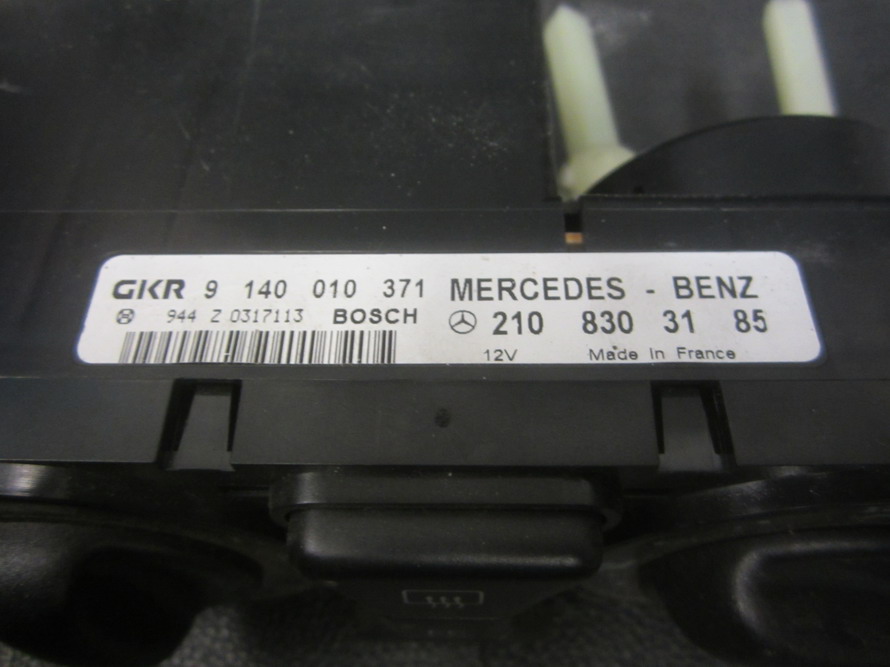 GKR 9 140 010 371 MERCEDES - BENZ
944 Z 0317113 BOSCH 210 830 31 85
12V Made In France